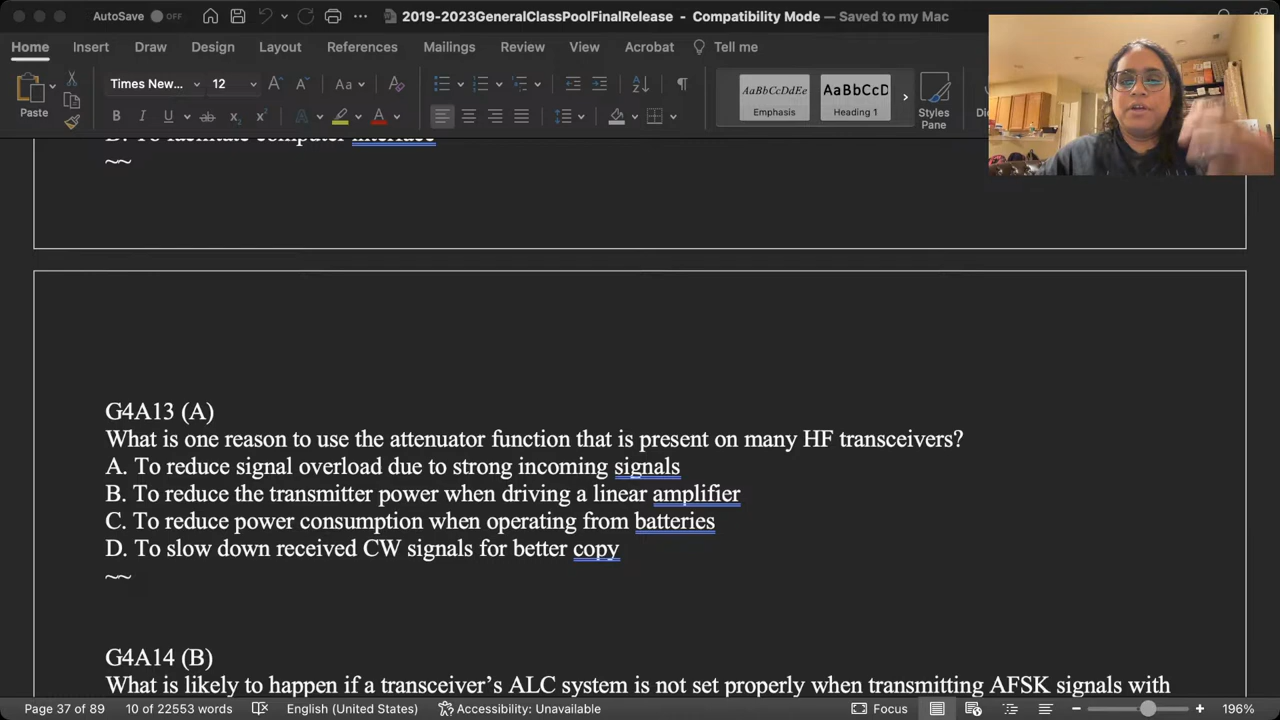 AutoSave OFF 2019-2023GeneralClassPoolFinalRelease - Compatibility Mode — Saved to my Mac
Home Insert Draw Design Layout References Mailings Review View Acrobat Tell me
Paste Times New... 12 Aa AaBbCcDdEe Emphasis AaBbCcD Heading 1 Styles Pane
D. To facilitate computer interface
~~
G4A13 (A)
What is one reason to use the attenuator function that is present on many HF transceivers?
A. To reduce signal overload due to strong incoming signals
B. To reduce the transmitter power when driving a linear amplifier
C. To reduce power consumption when operating from batteries
D. To slow down received CW signals for better copy
~~
G4A14 (B)
What is likely to happen if a transceiver’s ALC system is not set properly when transmitting AFSK signals with
Page 37 of 89 10 of 22553 words English (United States) Accessibility: Unavailable Focus 196%